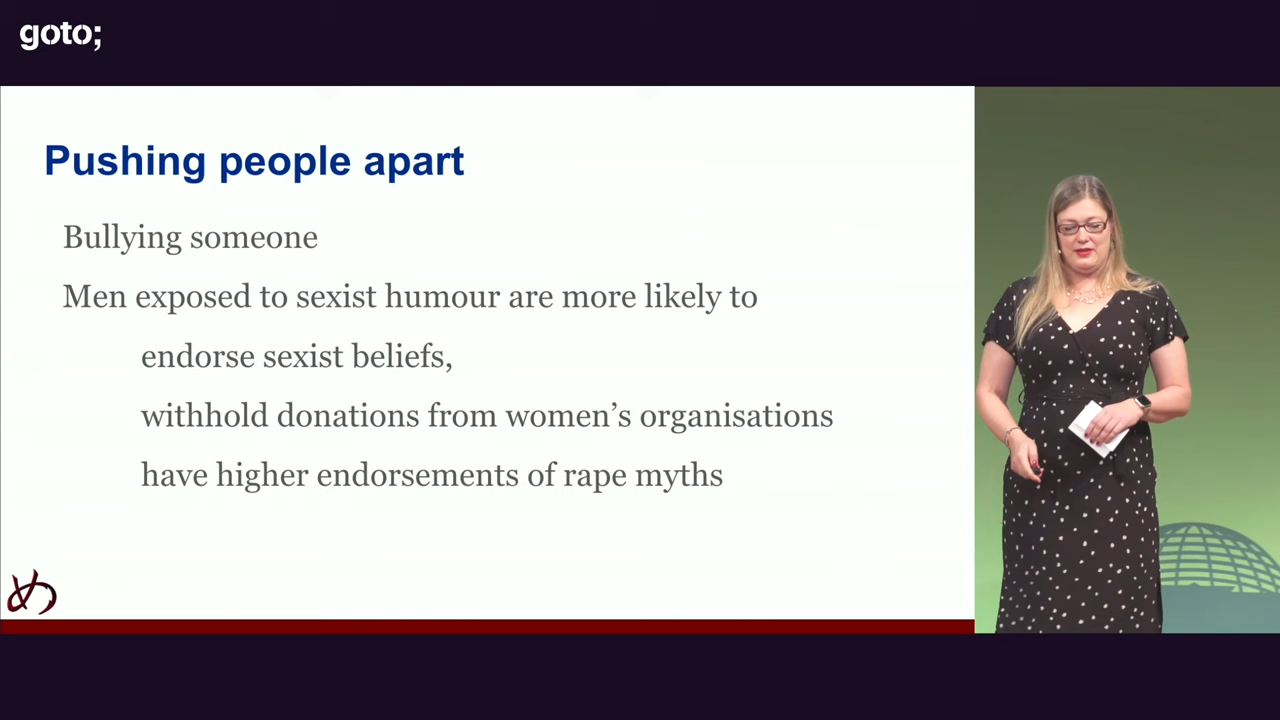 goto;
Pushing people apart
Bullying someone
Men exposed to sexist humour are more likely to
endorse sexist beliefs,
withhold donations from women’s organisations
have higher endorsements of rape myths
め